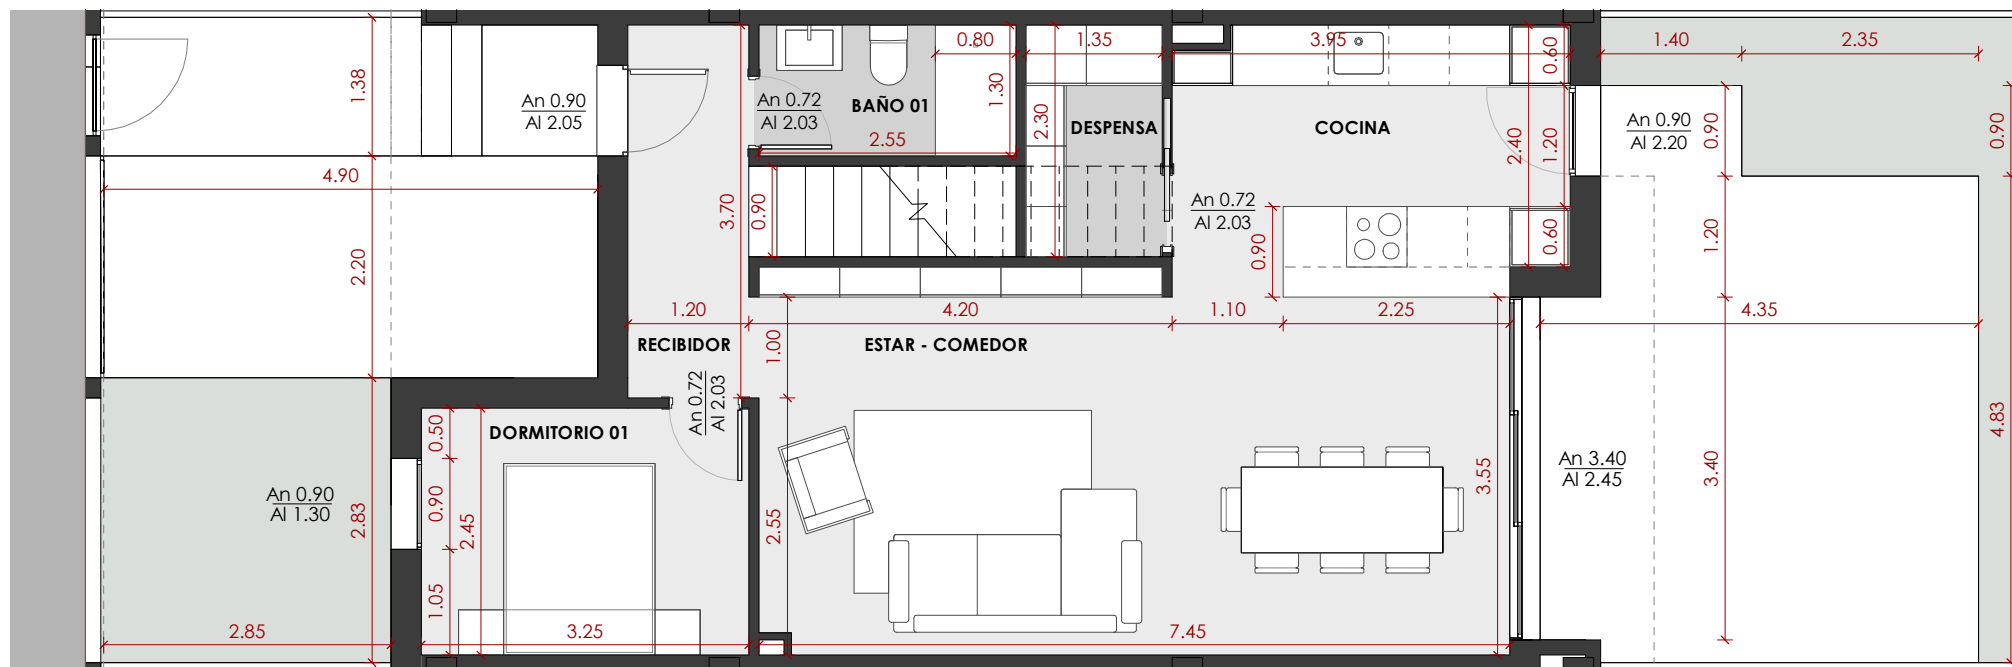 0.80
1.35
3.95
0.60
1.40
2.35
1.38
An 0.90
Al 2.05
An 0.72
Al 2.03
BAÑO 01
1.30
2.55
2.30
DESPENSA
COCINA
2.40
1.20
An 0.90
Al 2.20
0.90
0.90
4.90
3.70
0.90
An 0.72
Al 2.03
0.90
0.60
1.20
2.20
1.20
4.20
1.10
2.25
4.35
RECIBIDOR
ESTAR - COMEDOR
1.00
An 0.72
Al 2.03
0.50
DORMITORIO 01
4.83
An 0.90
Al 1.30
2.83
0.90
2.45
2.55
3.55
An 3.40
Al 2.45
3.40
1.05
2.85
3.25
7.45